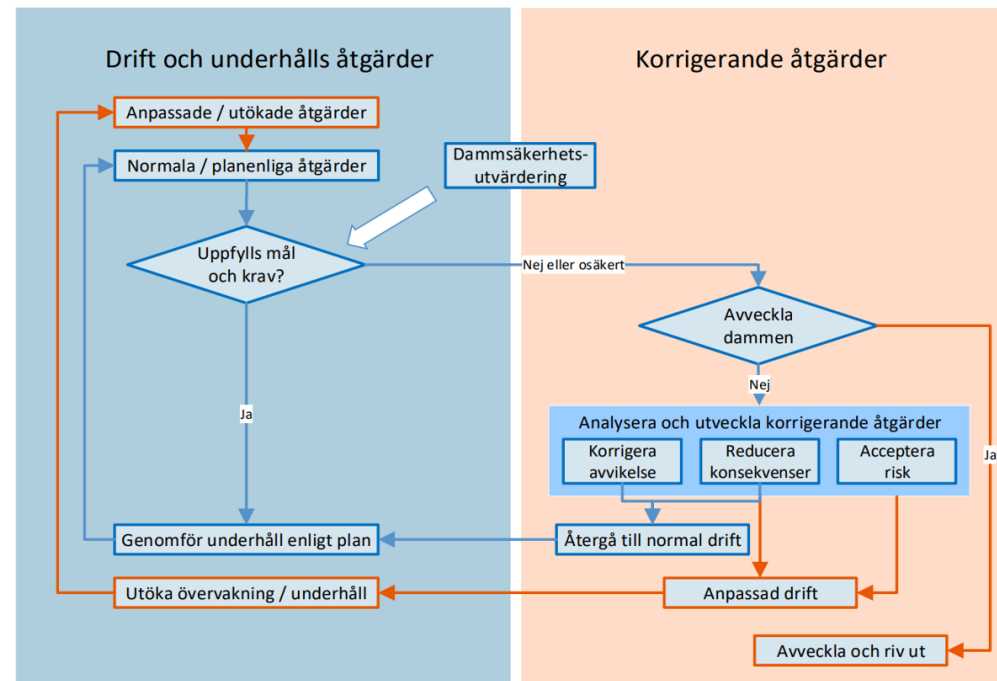 Drift och underhålls åtgärder
Korrigerande åtgärder
Anpassade / utökade åtgärder
Normala / planenliga åtgärder
Dammsäkerhets-
utvärdering
Uppfylls mål
och krav?
Nej eller osäkert
Avveckla
dammen
Nej
Ja
Ja
Analysera och utveckla korrigerande åtgärder
Korrigera
avvikelse
Reducera
konsekvenser
Acceptera
risk
Genomför underhåll enligt plan
Återgå till normal drift
Utöka övervakning / underhåll
Anpassad drift
Avveckla och riv ut